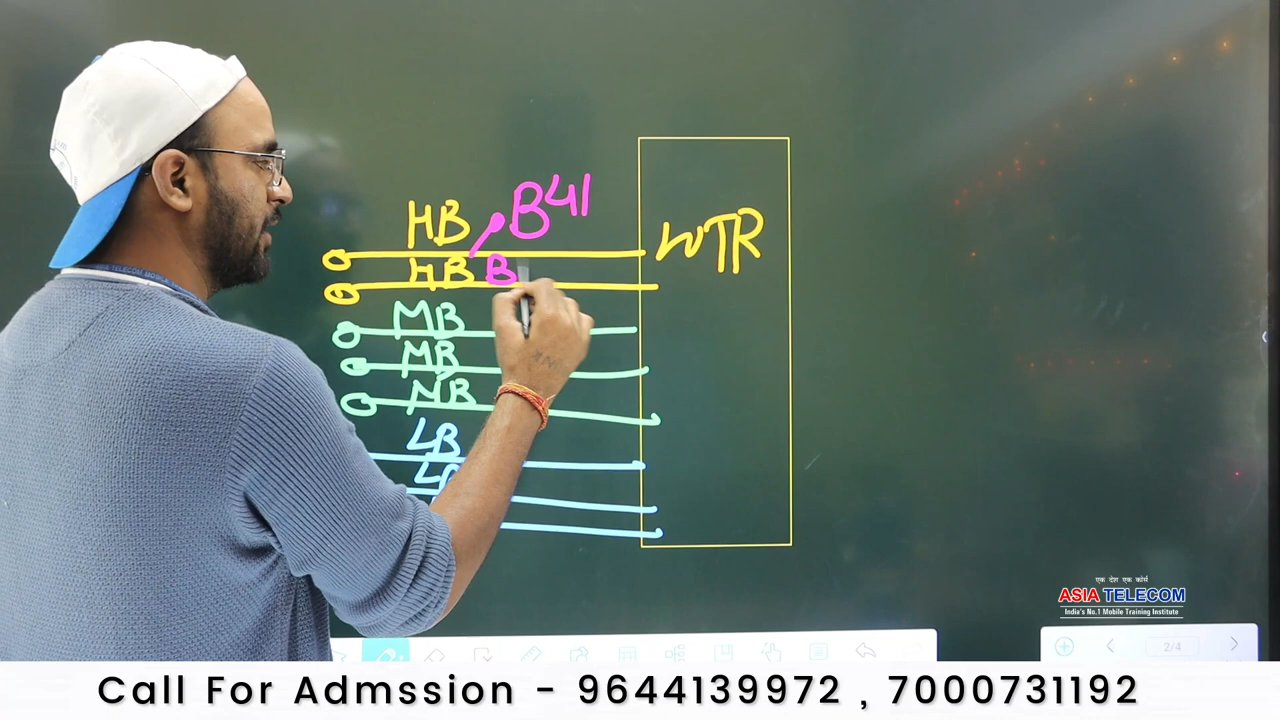 HB B41
WTR
HB B
MB
MB
MB
LB
एक देश एक कोर्स
ASIA TELECOM
India's No.1 Mobile Training Institute
2/4
Call For Admssion - 9644139972 , 7000731192